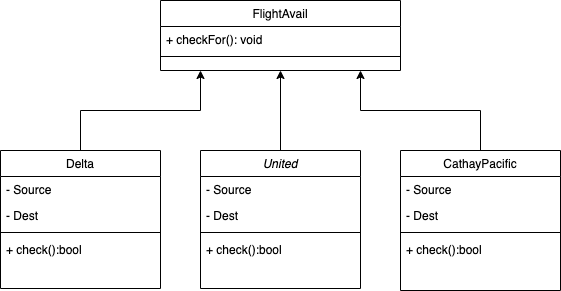 FlightAvail
+ checkFor(): void
Delta
- Source
- Dest
+ check():bool
United
- Source
- Dest
+ check():bool
CathayPacific
- Source
- Dest
+ check():bool